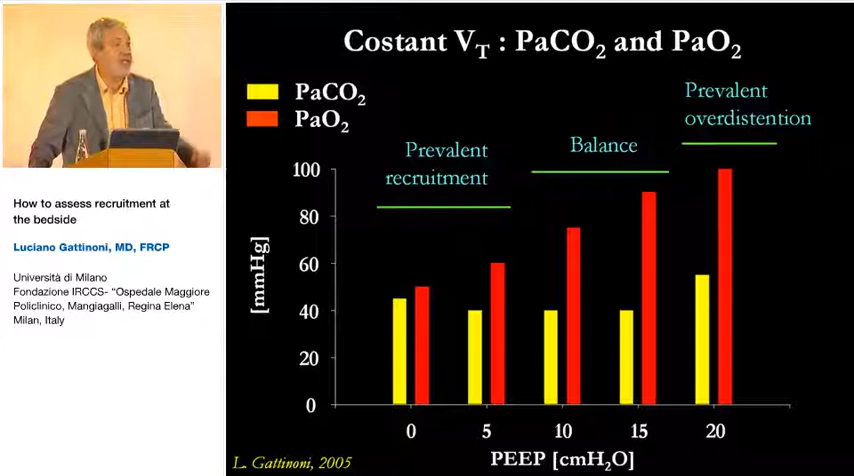 How to assess recruitment at
the bedside
Luciano Gattinoni, MD, FRCP
Università di Milano
Fondazione IRCCS- “Ospedale Maggiore
Policlinico, Mangiagalli, Regina Elena”
Milan, Italy
Costant VT : PaCO2 and PaO2
PaCO2
PaO2
Prevalent
recruitment
Balance
Prevalent
overdistention
[mmHg]
100
80
60
40
20
0
0 5 10 15 20
PEEP [cmH2O]
L. Gattinoni, 2005